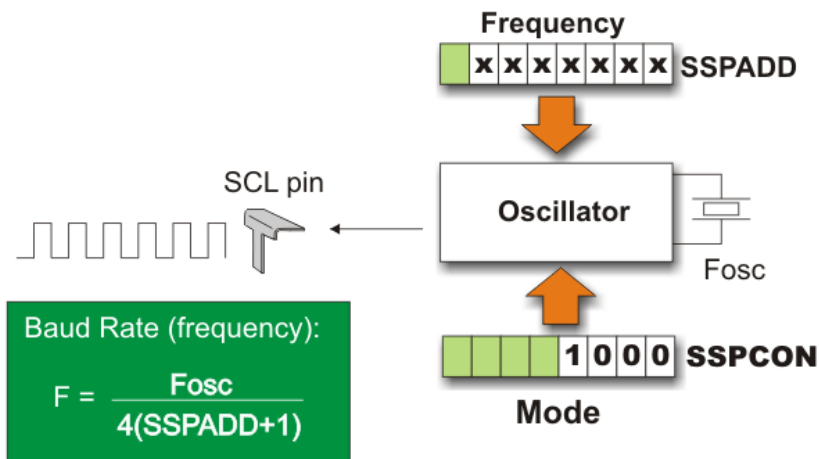 Frequency
x x x x x x x SSPADD
SCL pin
Oscillator
Fosc
Baud Rate (frequency):
F = Fosc
4(SSPADD+1)
1 0 0 0 SSPCON
Mode